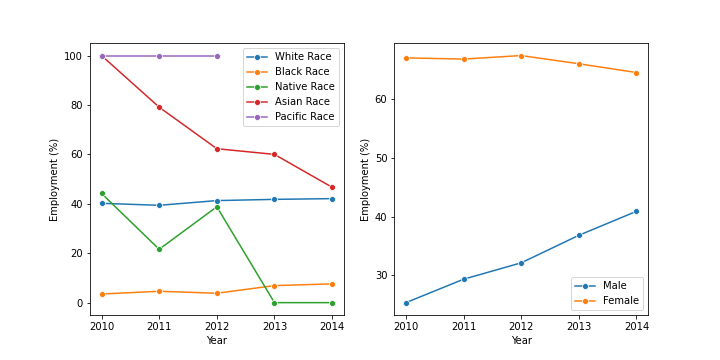 100
80
60
40
20
0
Employment (%)
2010 2011 2012 2013 2014
Year
White Race
Black Race
Native Race
Asian Race
Pacific Race
60
50
40
30
Employment (%)
2010 2011 2012 2013 2014
Year
Male
Female